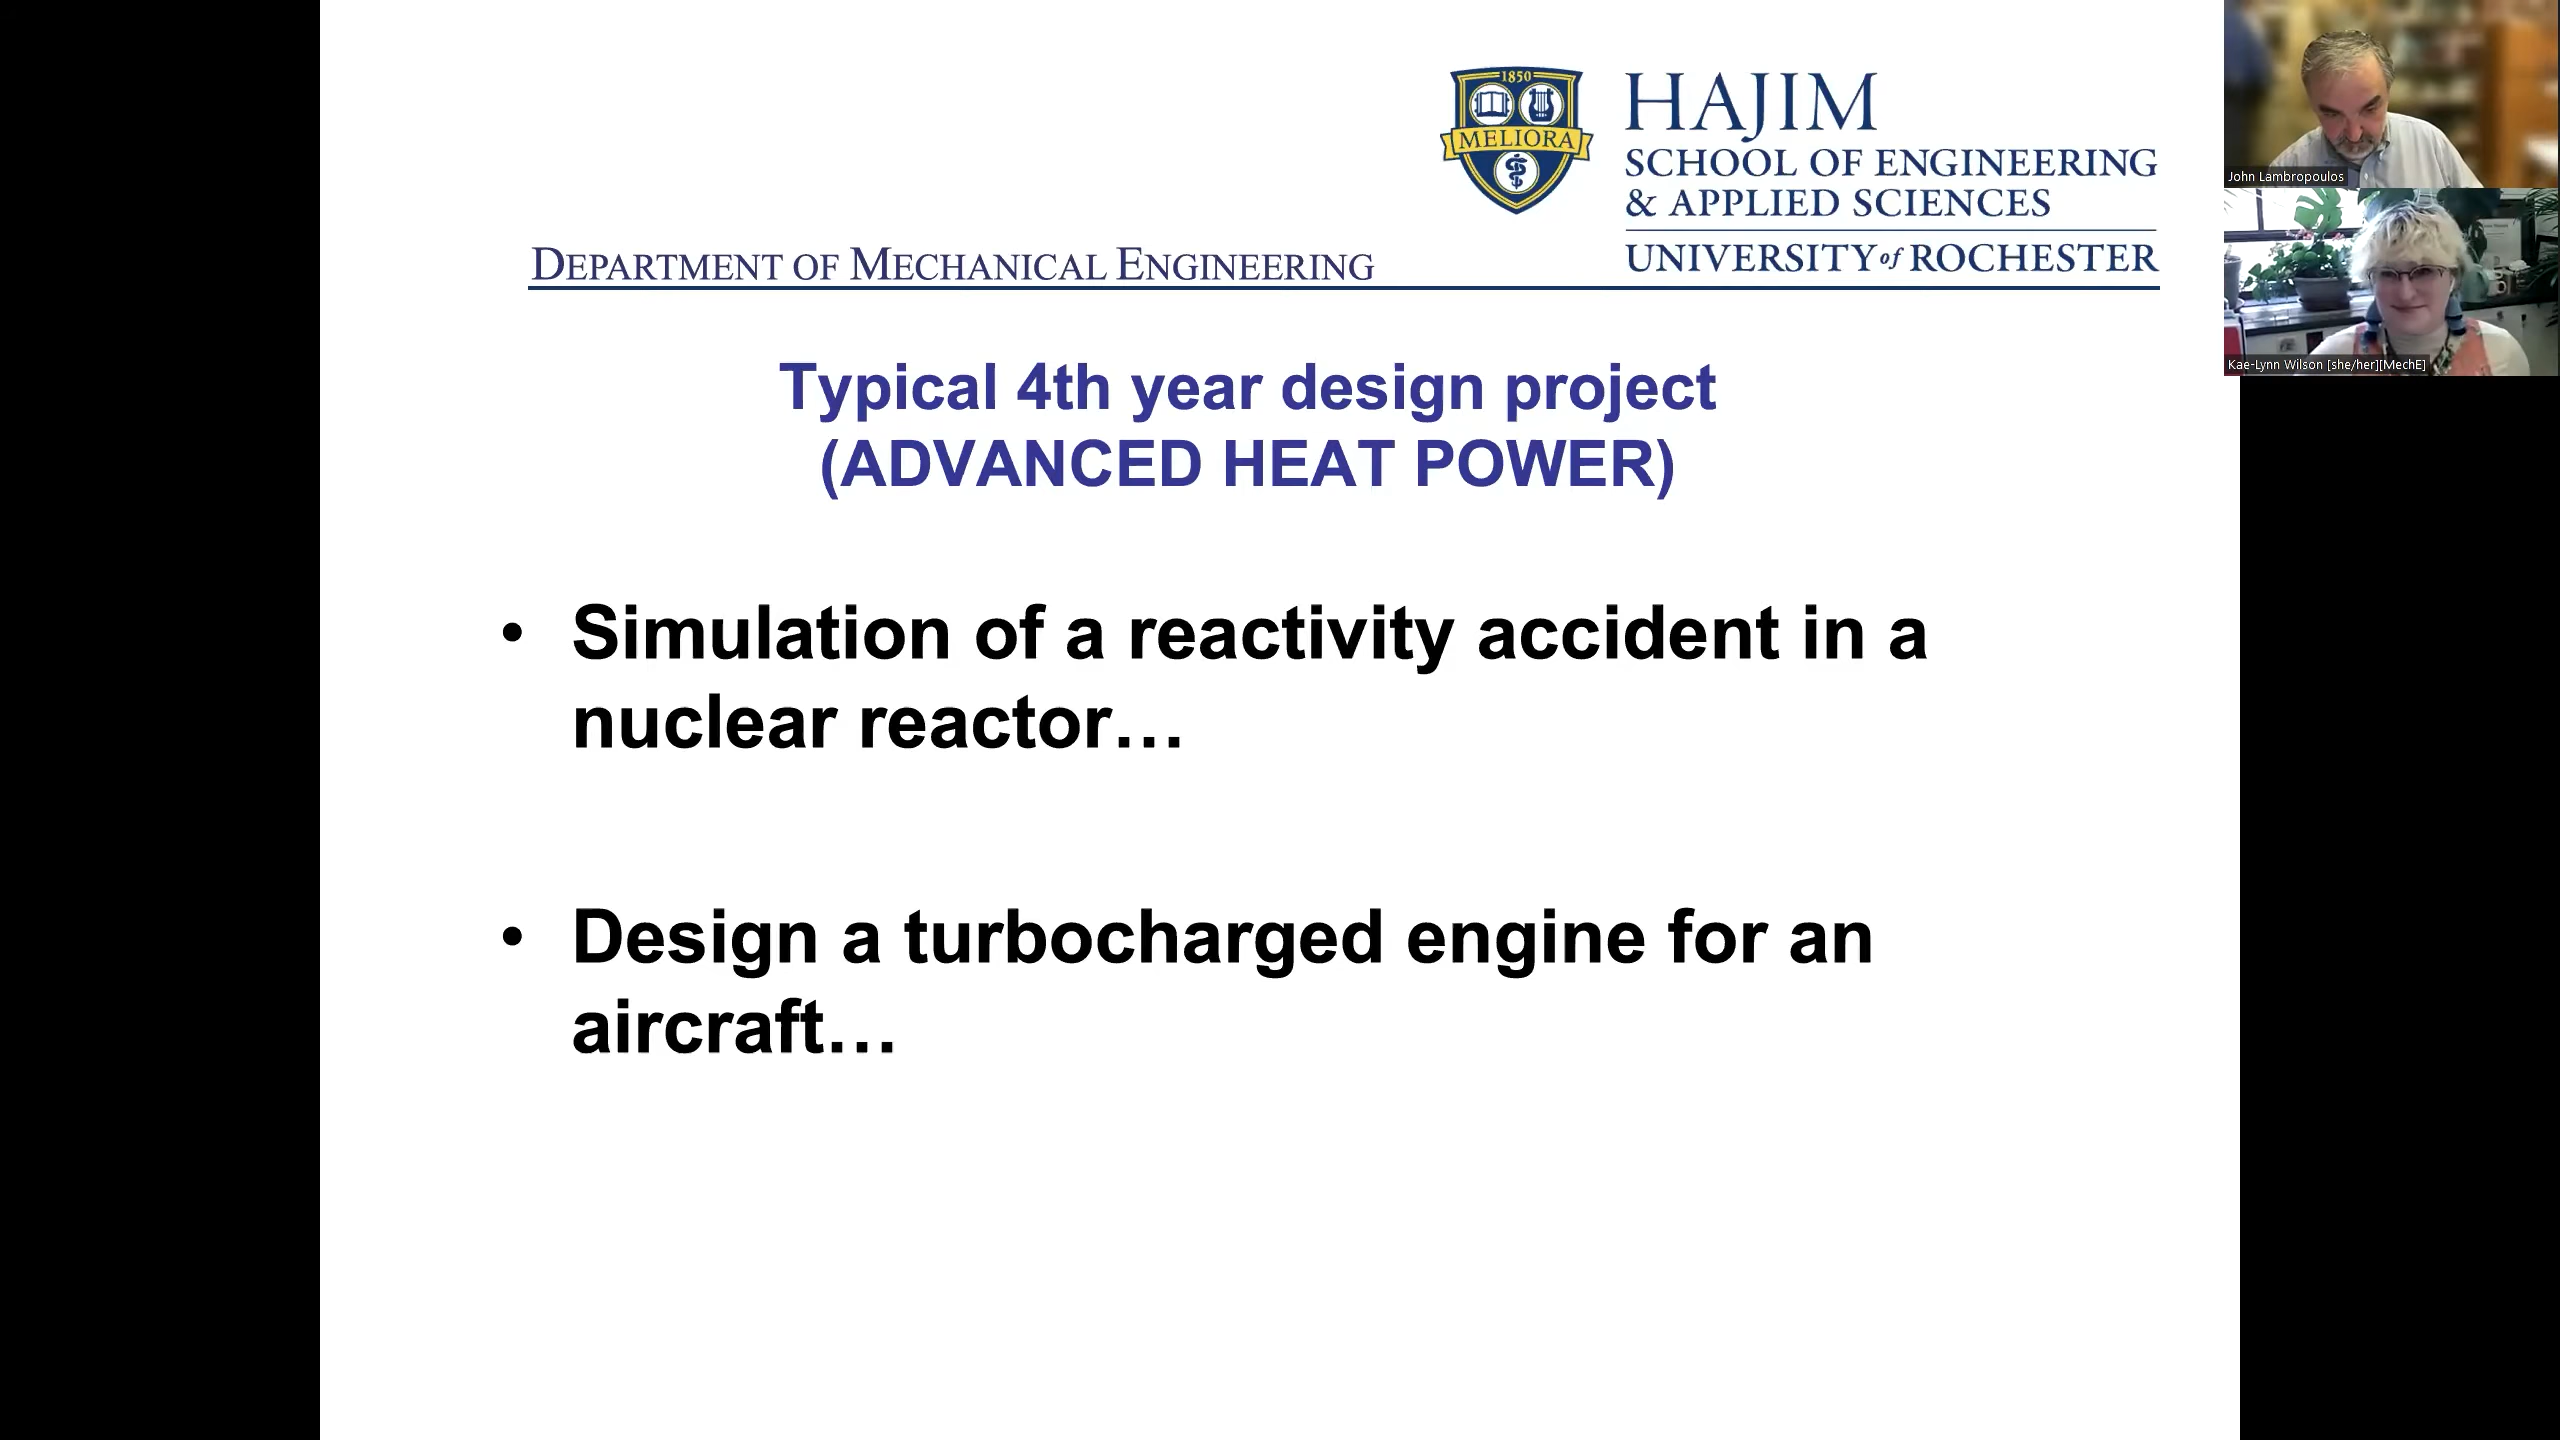 1850
MELIORA
HAJIM
SCHOOL OF ENGINEERING
& APPLIED SCIENCES
UNIVERSITY of ROCHESTER
DEPARTMENT OF MECHANICAL ENGINEERING
Typical 4th year design project
(ADVANCED HEAT POWER)
• Simulation of a reactivity accident in a
nuclear reactor…
• Design a turbocharged engine for an
aircraft…
John Lambropoulos
Kae-Lynn Wilson [she/her][MechE]